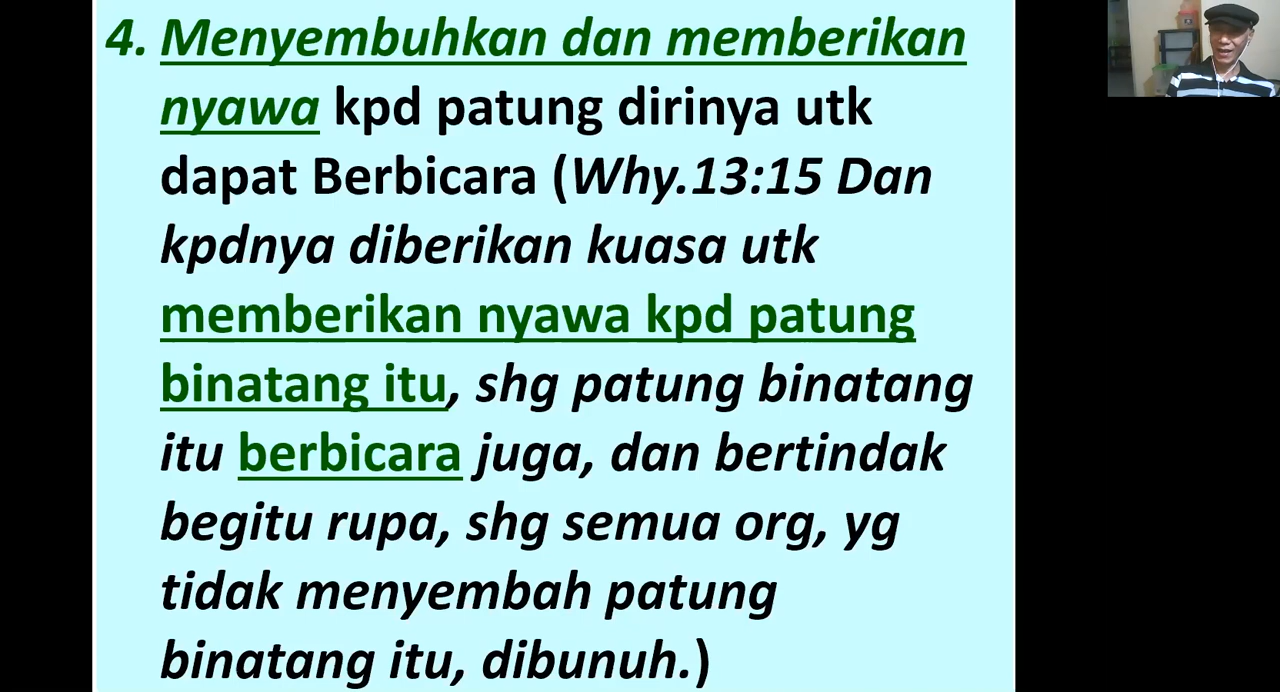 4. Menyembuhkan dan memberikan
nyawa kpd patung dirinya utk
dapat Berbicara (Why.13:15 Dan
kpdnya diberikan kuasa utk
memberikan nyawa kpd patung
binatang itu, shg patung binatang
itu berbicara juga, dan bertindak
begitu rupa, shg semua org, yg
tidak menyembah patung
binatang itu, dibunuh.)